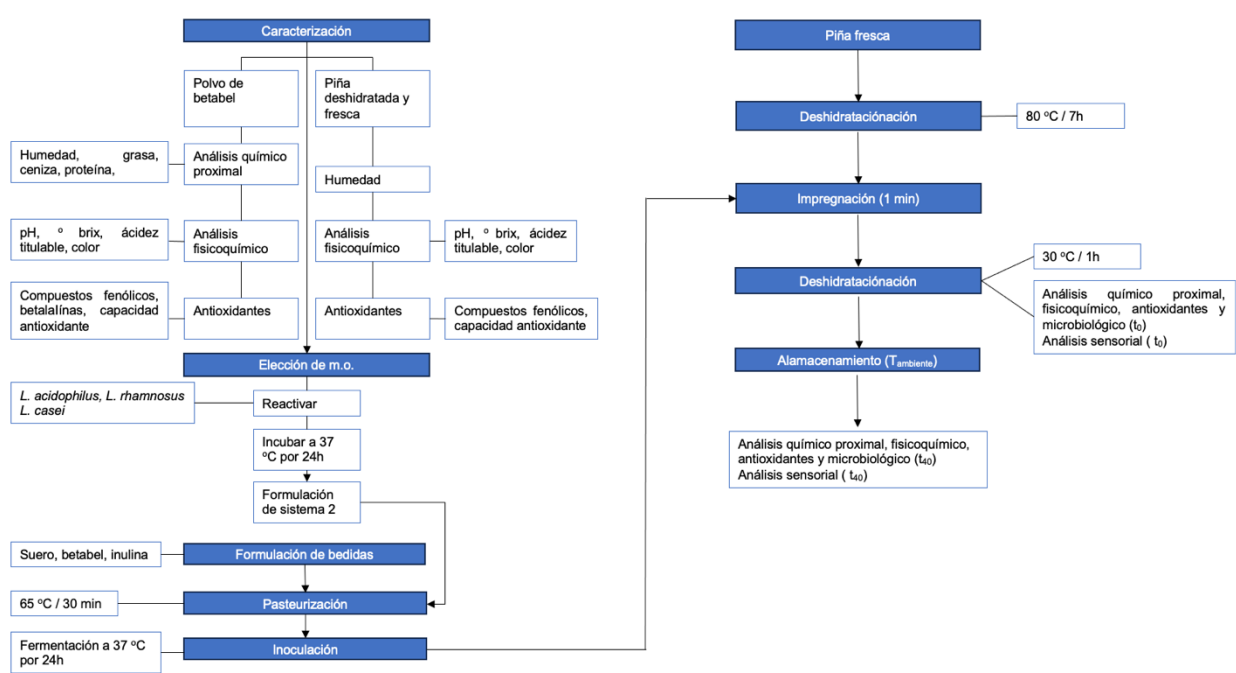 Caracterización
Polvo de
betabel
Piña
deshidratada y
fresca
Humedad, grasa,
ceniza, proteína,
Análisis químico
proximal
Humedad
pH, º brix, ácidez
titulable, color
Análisis
fisicoquímico
Análisis
fisicoquímico
pH, º brix, ácidez
titulable, color
Compuestos fenólicos,
betalaínas, capacidad
antioxidante
Antioxidantes
Antioxidantes
Compuestos fenólicos,
capacidad antioxidante
Elección de m.o.
L. acidophilus, L. rhamnosus
L. casei
Reactivar
Incubar a 37
ºC por 24h
Formulación
de sistema 2
Suero, betabel, inulina
Formulación de bedidas
65 ºC / 30 min
Pasteurización
Fermentación a 37 ºC
por 24h
Inoculación
Piña fresca
Deshidrataciónación
80 ºC / 7h
Impregnación (1 min)
Deshidrataciónación
30 ºC / 1h
Análisis químico proximal,
fisicoquímico, antioxidantes y
microbiológico (t0)
Análisis sensorial ( t0)
Alamacenamiento (Tambiente)
Análisis químico proximal, fisicoquímico,
antioxidantes y microbiológico (t40)
Análisis sensorial ( t40)